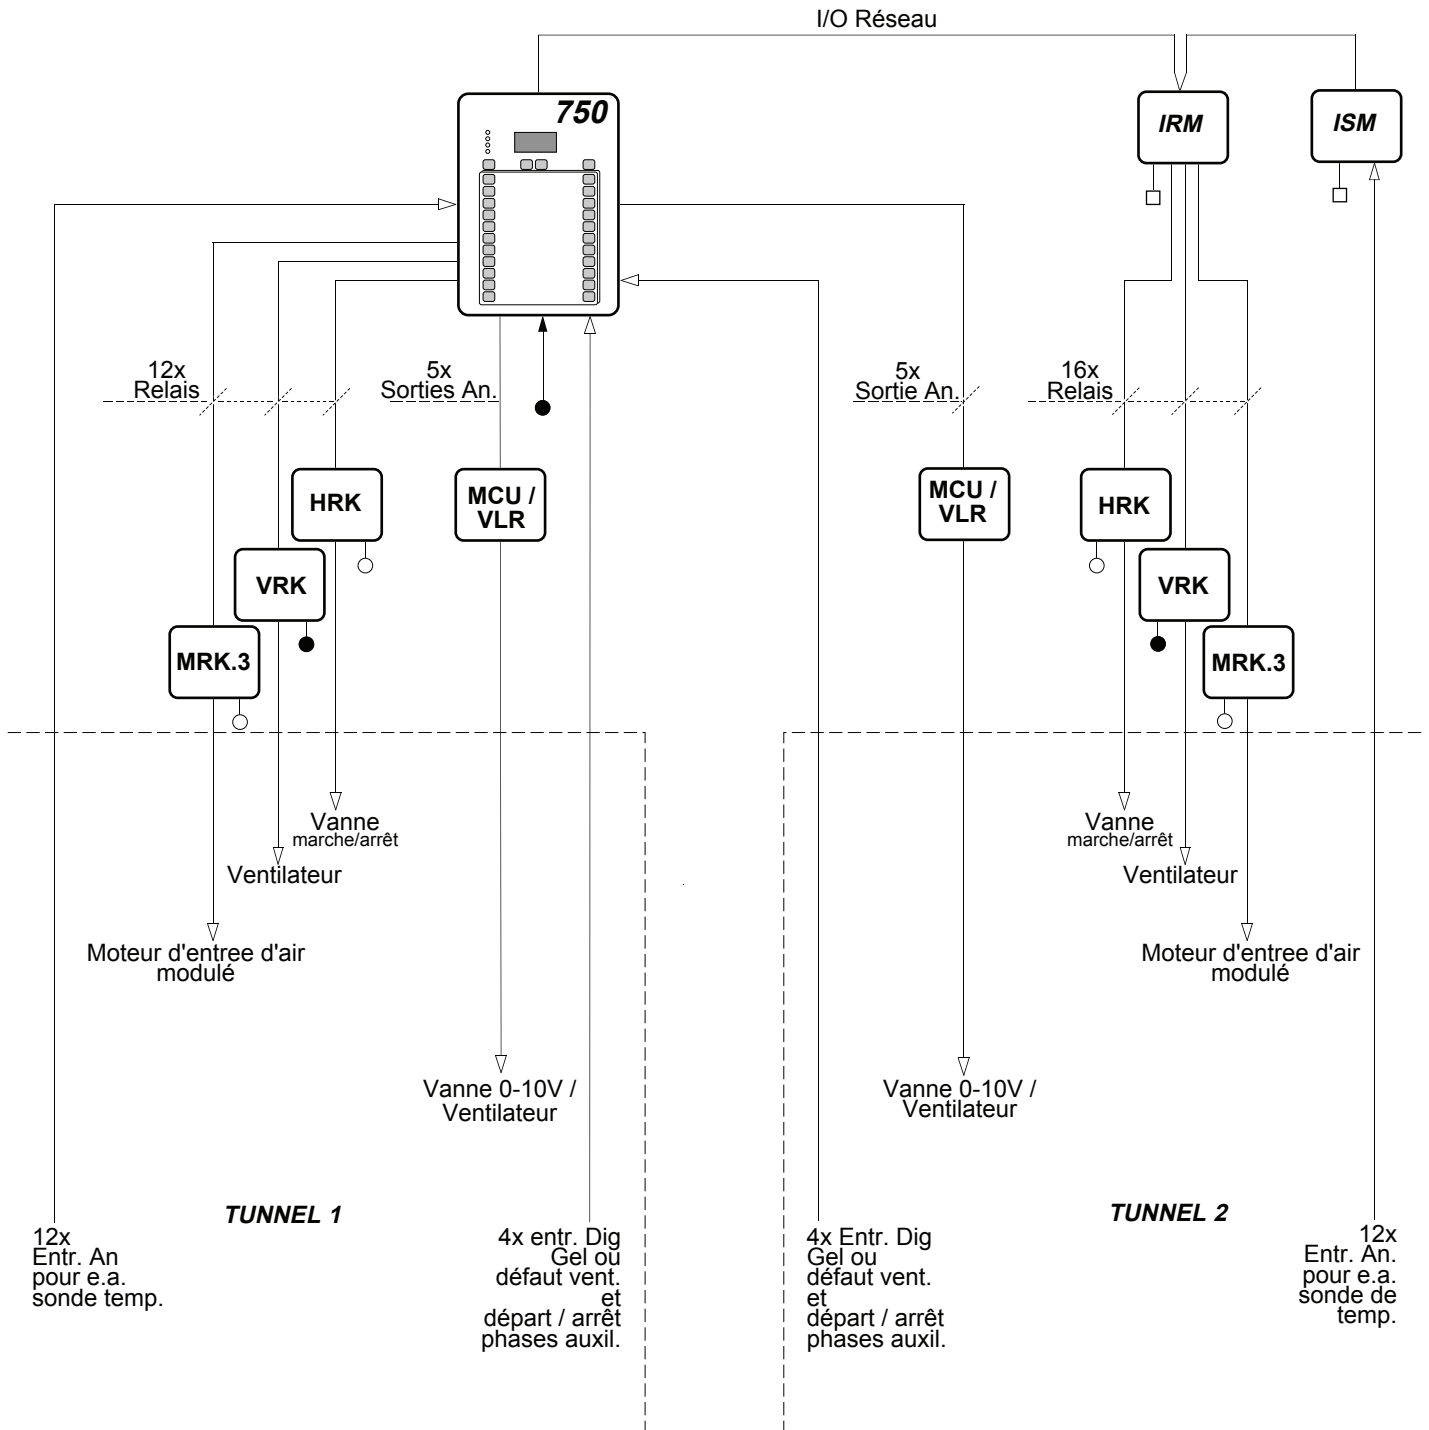 I/O Réseau
750
IRM
ISM
12x
Relais
5x
Sorties An.
5x
Sortie An.
16x
Relais
HRK
MCU /
VLR
VRK
MRK.3
MCU /
VLR
HRK
VRK
MRK.3
Vanne
marche/arrêt
Ventilateur
Moteur d'entree d'air
modulé
Vanne 0-10V /
Ventilateur
Vanne
marche/arrêt
Ventilateur
Moteur d'entree d'air
modulé
Vanne 0-10V /
Ventilateur
TUNNEL 1
TUNNEL 2
12x
Entr. An
pour e.a.
sonde temp.
4x entr. Dig
Gel ou
défaut vent.
et
départ / arrêt
phases auxil.
4x Entr. Dig
Gel ou
défaut vent.
et
départ / arrêt
phases auxil.
12x
Entr. An.
pour e.a.
sonde de
temp.